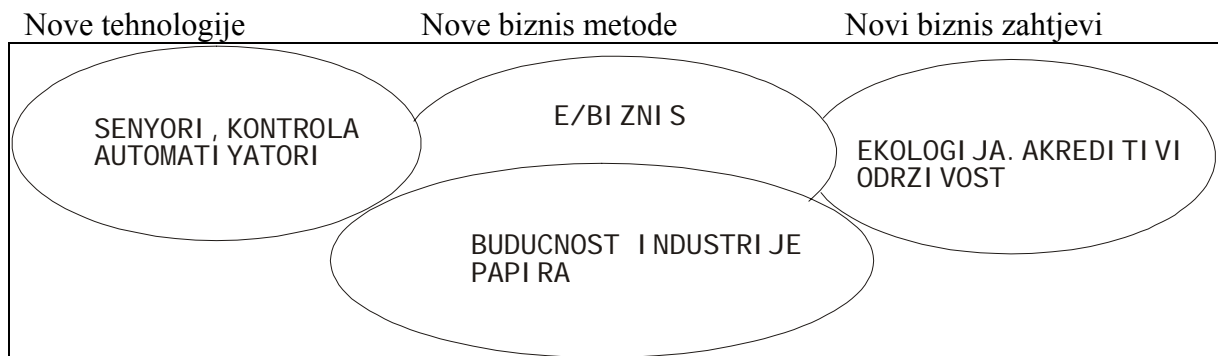 Nove tehnologije Nove biznis metode Novi biznis zahtjevi
SENYORI, KONTROLA
AUTOMATIYATORI
E/BIZNIS
EKOLOGIJA. AKREDITIVI
ODRZIVOST
BUDUCNOST INDUSTRIJE
PAPIRA